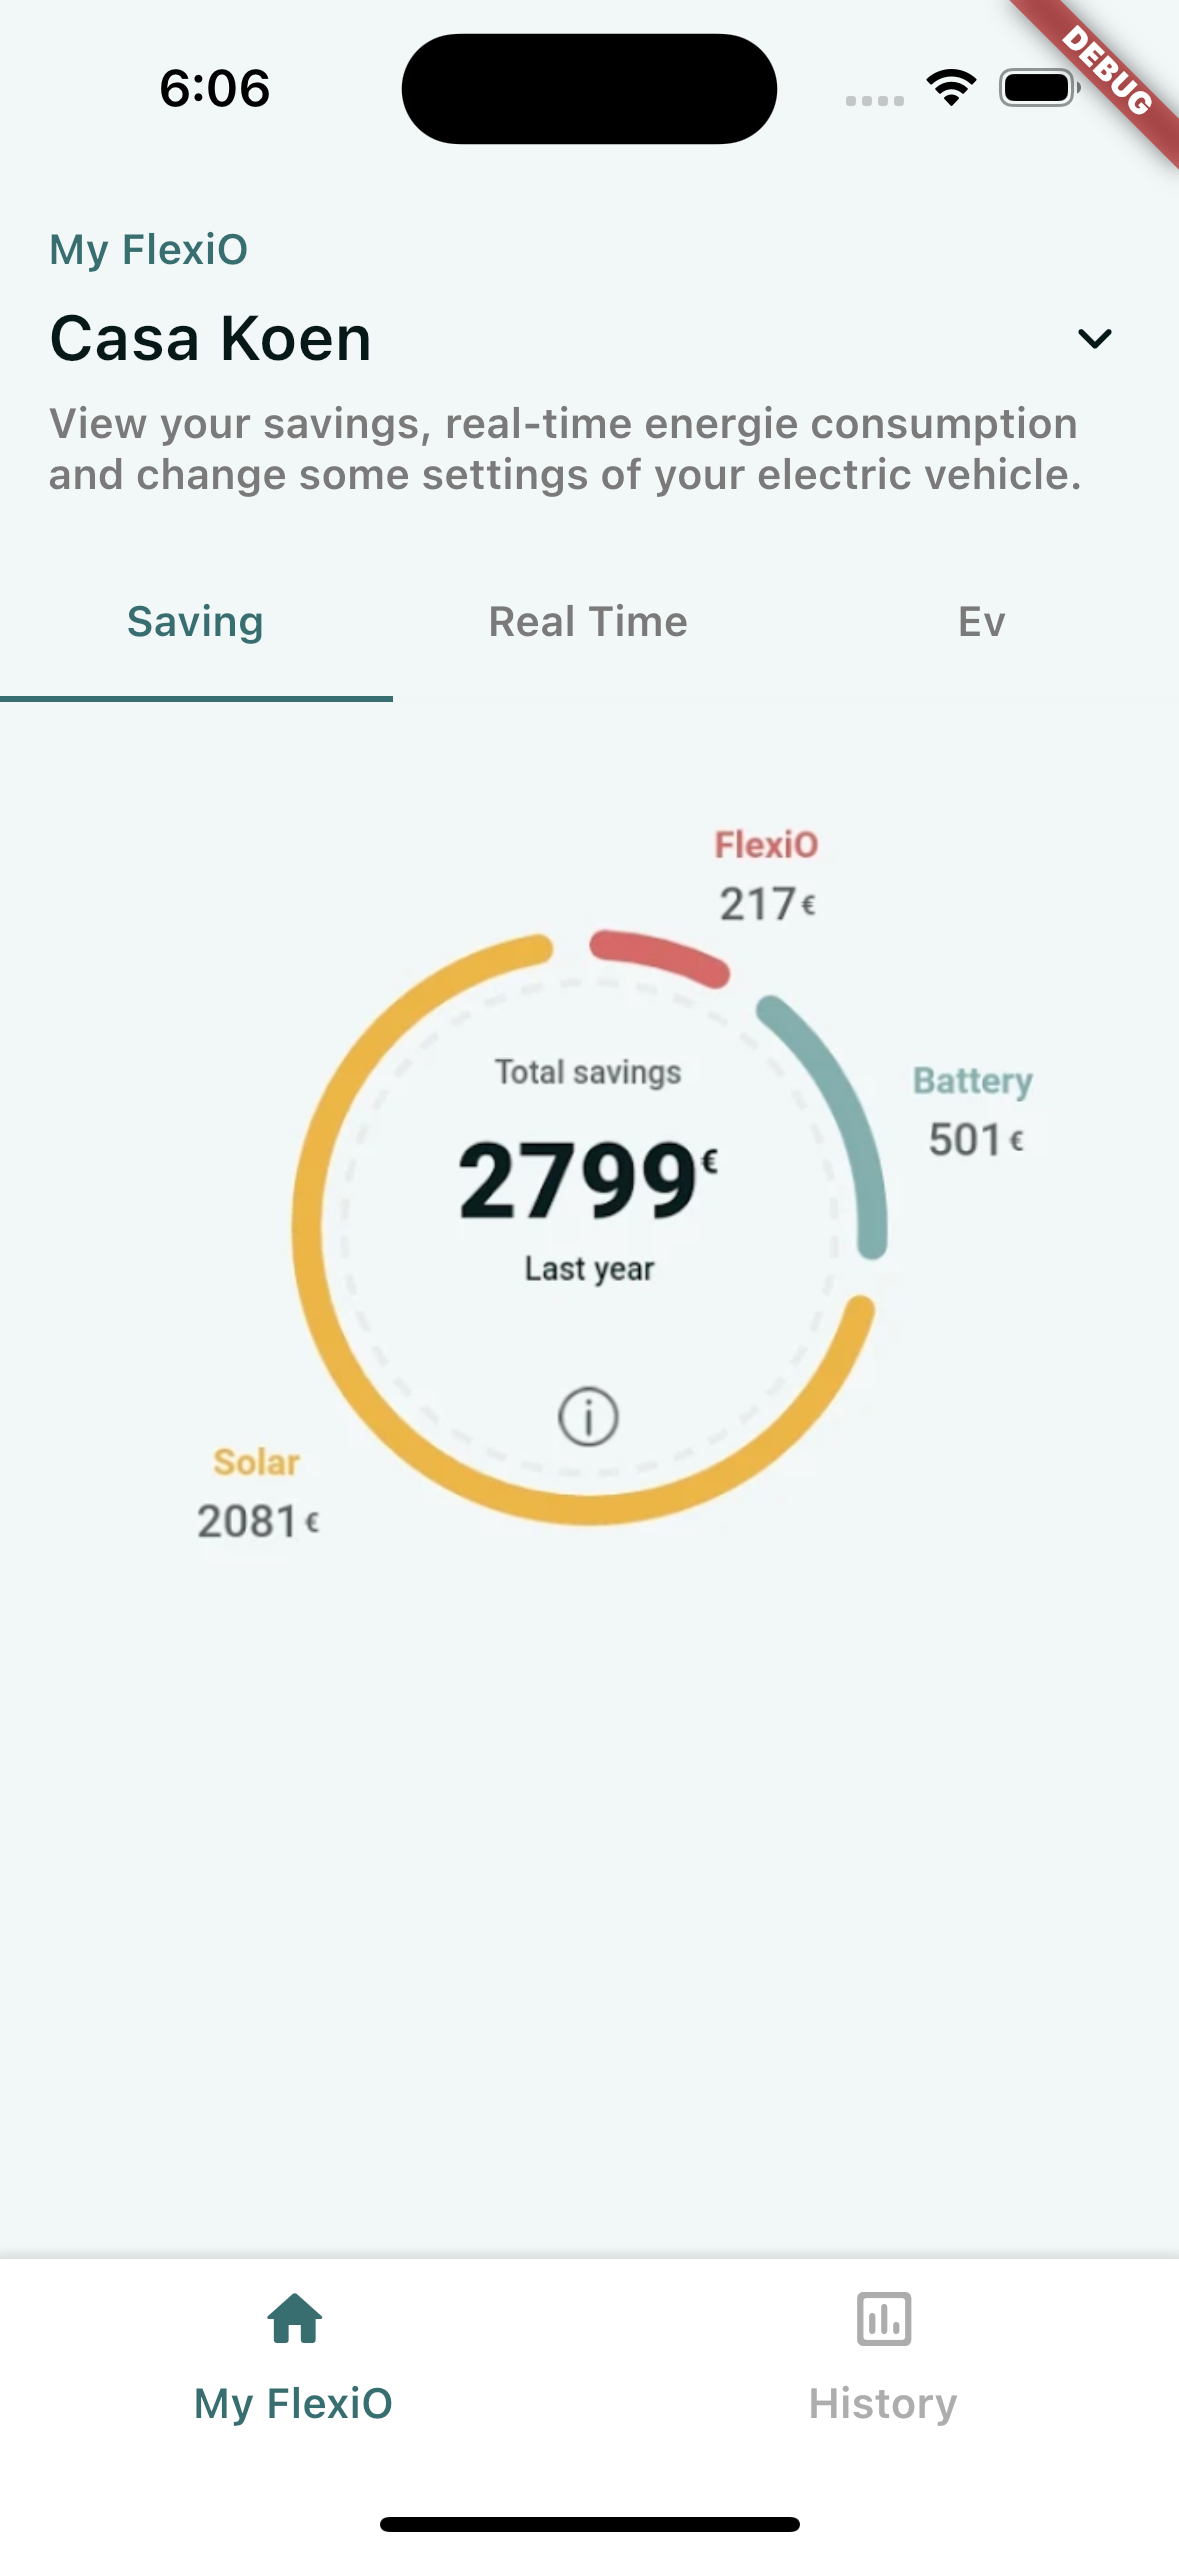 6:06
DEBUG
My FlexiO
Casa Koen
View your savings, real-time energie consumption
and change some settings of your electric vehicle.
Saving Real Time Ev
FlexiO
217€
Battery
501€
Total savings
2799€
Last year
i
Solar
2081€
My FlexiO History